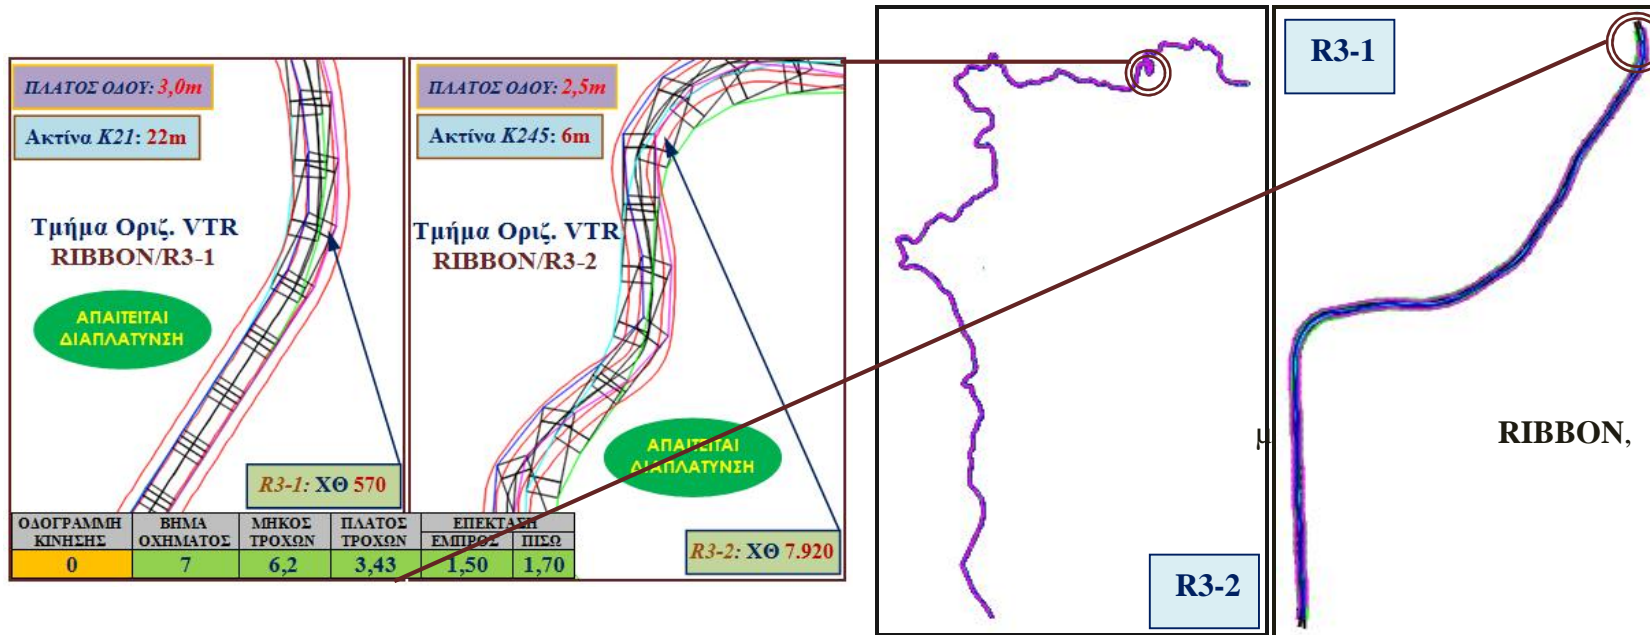 ΠΛΑΤΟΣ ΟΔΟΥ: 3,0m
Ακτίνα K21: 22m
Τμήμα Οριζ. VTR
RIBBON/R3-1
ΑΠΑΙΤΕΙΤΑΙ
ΔΙΑΠΛΑΤΥΝΣΗ
R3-1: ΧΘ 570
ΠΛΑΤΟΣ ΟΔΟΥ: 2,5m
Ακτίνα K245: 6m
Τμήμα Οριζ. VTR
RIBBON/R3-2
ΑΠΑΙΤΕΙΤΑΙ
ΔΙΑΠΛΑΤΥΝΣΗ
R3-2: ΧΘ 7.920
ΟΔΟΓΡΑΜΜΗ ΒΗΜΑ ΜΗΚΟΣ ΠΛΑΤΟΣ ΕΠΕΚΤΑΣΗ
ΚΙΝΗΣΗΣ ΟΧΗΜΑΤΟΣ ΤΡΟΧΩΝ ΤΡΟΧΩΝ ΕΜΠΡΟΣ ΠΙΣΩ
0 7 6,2 3,43 1,50 1,70
R3-2
R3-1
μ RIBBON,